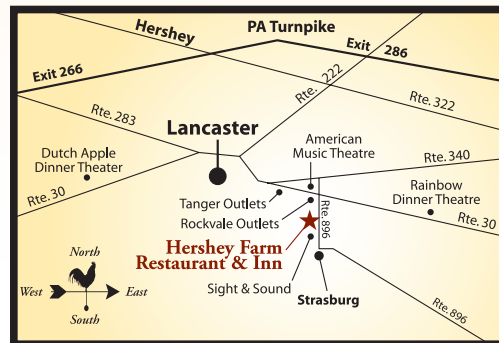 PA Turnpike
Hershey
Exit 286
Exit 266
Rte. 222
Rte. 322
Rte. 283
Lancaster
American
Music Theatre
Rte. 340
Dutch Apple
Dinner Theater
Rainbow
Dinner Theatre
Rte. 30
Tanger Outlets
Rte. 896
Rte. 30
Rockvale Outlets
Hershey Farm
Restaurant & Inn
North
West
East
South
Sight & Sound
Strasburg
Rte. 896